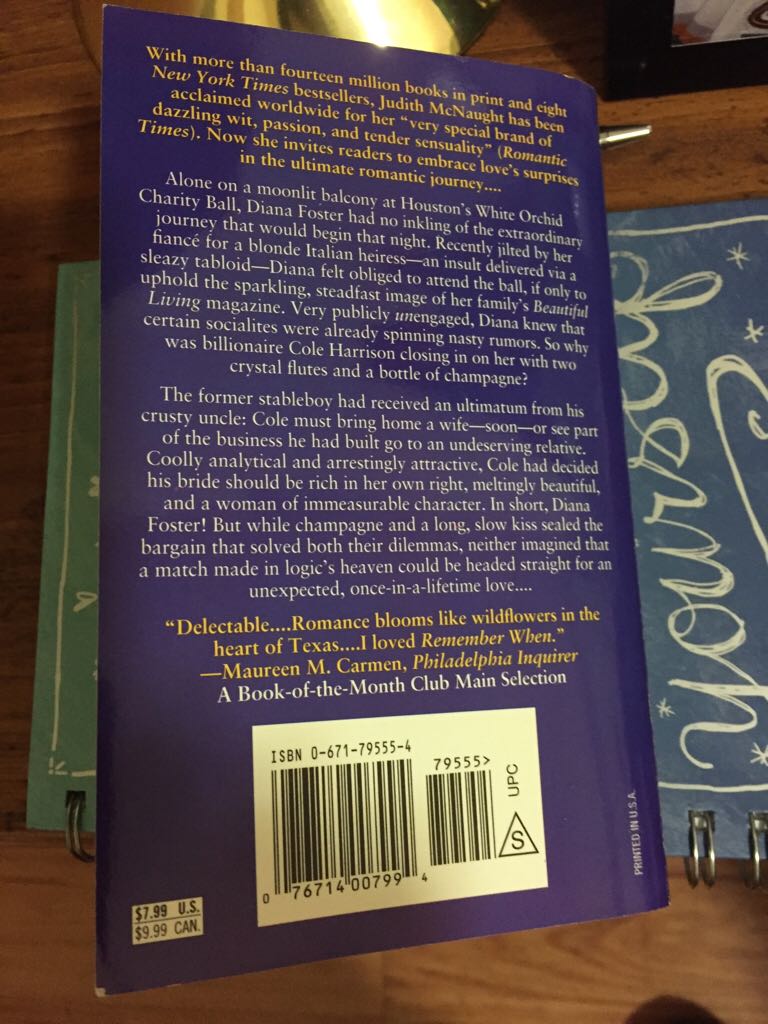 With more than fourteen million books in print and eight
New York Times bestsellers, Judith McNaught has been
acclaimed worldwide for her "very special brand of
dazzling wit, passion, and tender sensuality" (Romantic
Times). Now she invites readers to embrace love's surprises
in the ultimate romantic journey....
Alone on a moonlit balcony at Houston's White Orchid
Charity Ball, Diana Foster had no inkling of the extraordinary
journey that would begin that night. Recently jilted by her
fiancé for a blonde Italian heiress—an insult delivered via a
sleazy tabloid—Diana felt obliged to attend the ball, if only to
uphold the sparkling, steadfast image of her family's Beautiful
Living magazine. Very publicly unengaged, Diana knew that
certain socialites were already spinning nasty rumors. So why
was billionaire Cole Harrison closing in on her with two
crystal flutes and a bottle of champagne?
The former stableboy had received an ultimatum from his
crusty uncle: Cole must bring home a wife—soon—or see part
of the business he had built go to an undeserving relative.
Coolly analytical and arrestingly attractive, Cole had decided
his bride should be rich in her own right, meltingly beautiful,
and a woman of immeasurable character. In short, Diana
Foster! But while champagne and a long, slow kiss sealed the
bargain that solved both their dilemmas, neither imagined that
a match made in logic's heaven could be headed straight for an
unexpected, once-in-a-lifetime love....
"Delectable....Romance blooms like wildflowers in the
heart of Texas....I loved Remember When."
—Maureen M. Carmen, Philadelphia Inquirer
A Book-of-the-Month Club Main Selection
ISBN 0-671-79555-4
79555>
UPC
S
0 76714 00799 4
$7.99 U.S.
$9.99 CAN.
PRINTED IN U.S.A.
yourself